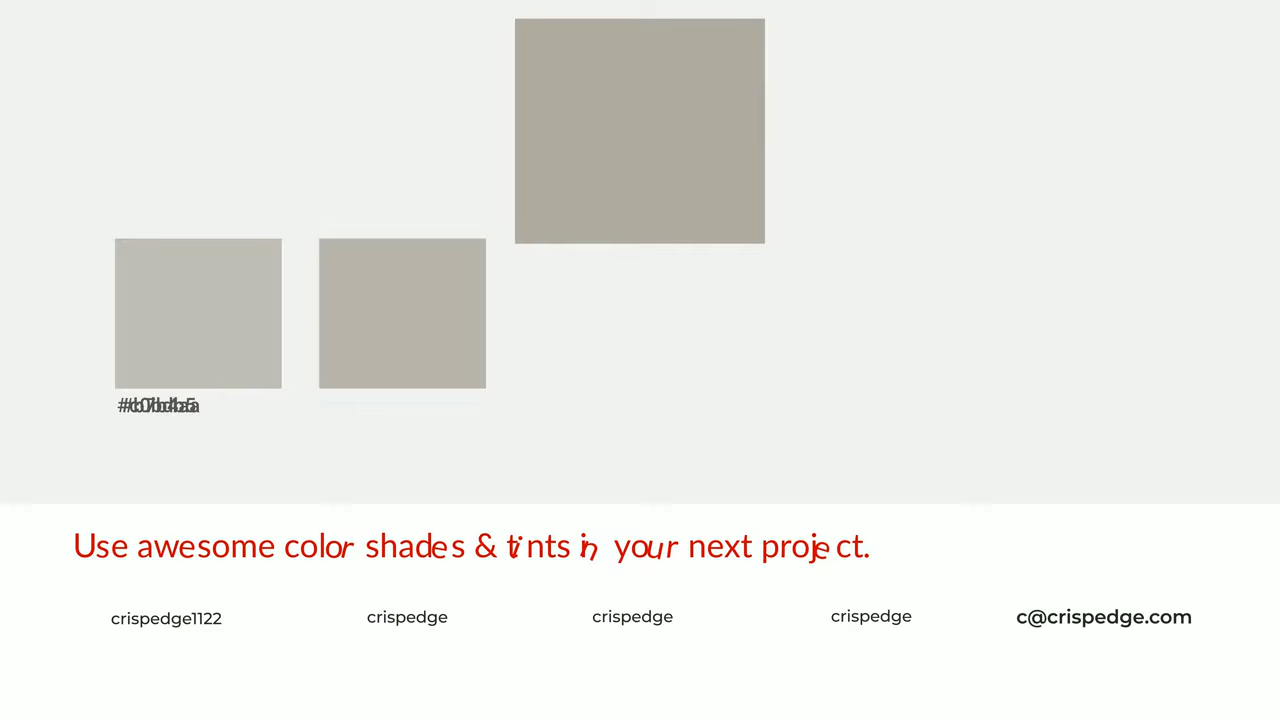 Use awesome color shades & tints in your next project.
crispedge1122 crispedge crispedge crispedge c@crispedge.com